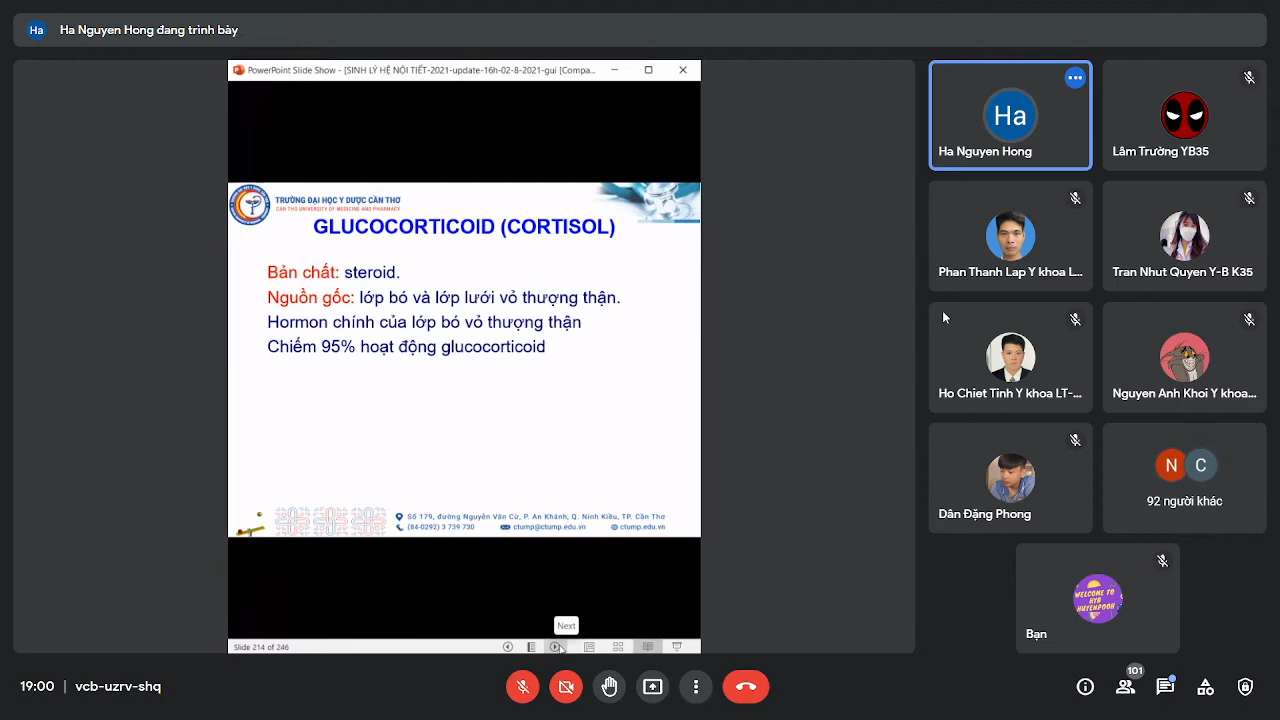 Ha
Ha Nguyen Hong đang trình bày
PowerPoint Slide Show - [SINH LÝ HỆ NỘI TIẾT-2021-update-16h-02-8-2021-gui [Compa...
TRƯỜNG ĐẠI HỌC Y DƯỢC CẦN THƠ
CAN THO UNIVERSITY OF MEDICINE AND PHARMACY
GLUCOCORTICOID (CORTISOL)
Bản chất: steroid.
Nguồn gốc: lớp bó và lớp lưới vỏ thượng thận.
Hormon chính của lớp bó vỏ thượng thận
Chiếm 95% hoạt động glucocorticoid
Số 179, đường Nguyễn Văn Cừ, P. An Khánh, Q. Ninh Kiều, TP. Cần Thơ
(84-0292) 3 739 730 ctump@ctump.edu.vn ctump.edu.vn
Next
Slide 214 of 246
Ha
Ha Nguyen Hong
Lâm Trường YB35
Phan Thanh Lap Y khoa L...
Tran Nhut Quyen Y-B K35
Ho Chiet Tinh Y khoa LT-...
Nguyen Anh Khoi Y khoa...
Dân Đặng Phong
N C
92 người khác
WELCOME TO
KYB
HUYENPOOH
Bạn
19:00 | vcb-uzrv-shq
101